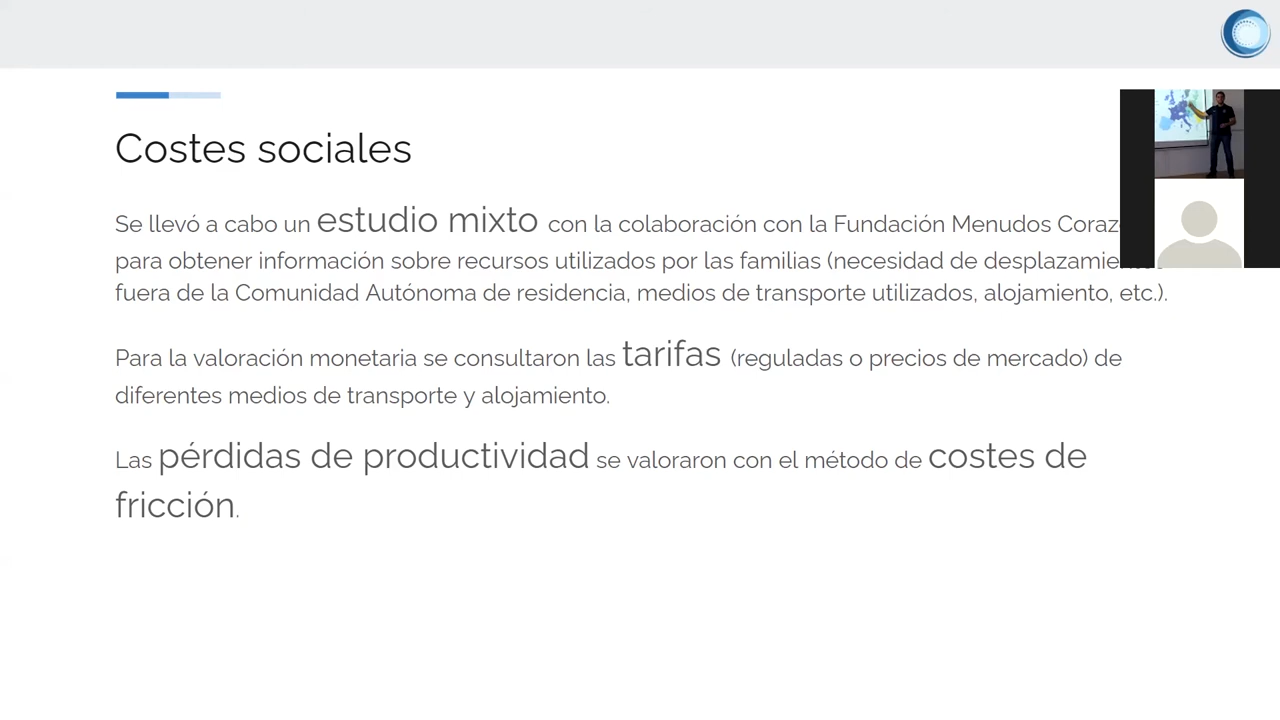 Costes sociales
Se llevó a cabo un estudio mixto con la colaboración con la Fundación Menudos
para obtener información sobre recursos utilizados por las familias (necesidad de
fuera de la Comunidad Autónoma de residencia, medios de transporte utilizados, alojamiento, etc.).
Para la valoración monetaria se consultaron las tarifas (reguladas o precios de mercado) de
diferentes medios de transporte y alojamiento.
Las pérdidas de productividad se valoraron con el método de costes de
fricción.